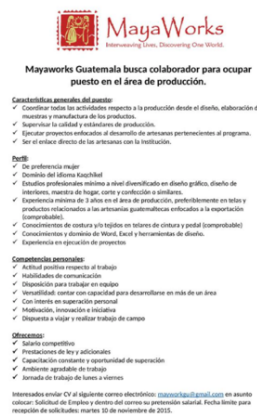 MayaWorks
Interweaving Lives, Discovering One World.
Mayaworks Guatemala busca colaborador para ocupar
puesto en el área de producción.
Características generales del puesto:
✓ Coordinar todas las actividades respecto a la producción desde el diseño, elaboración d
muestras y manufactura de los productos.
✓ Supervisar la calidad y estándares de producción.
✓ Ejecutar proyectos enfocados al desarrollo de artesanas pertenecientes al programa.
✓ Ser el enlace directo de las artesanas con la institución.
Perfil:
✓ De preferencia mujer
✓ Dominio del idioma Kaqchikel
✓ Estudios profesionales mínimo a nivel diversificado en diseño gráfico, diseño de
interiores, maestra de hogar, corte y confección o similares.
✓ Experiencia mínima de 3 años en el área de producción, preferiblemente en telas y
productos relacionados a las artesanías guatemaltecas enfocados a la exportación
(comprobable).
✓ Conocimientos de costura y/o tejidos en telares de cintura y pedal (comprobable)
✓ Conocimientos y dominio de Word, Excel y herramientas de diseño.
✓ Experiencia en ejecución de proyectos
Competencias personales:
✓ Actitud positiva respecto al trabajo
✓ Habilidades de comunicación
✓ Disposición para trabajar en equipo
✓ Versatilidad: contar con capacidad para desarrollarse en más de un área
✓ Con interés en superación personal
✓ Motivación, innovación e iniciativa
✓ Dispuesta a viajar y realizar trabajo de campo
Ofrecemos:
✓ Salario competitivo
✓ Prestaciones de ley y adicionales
✓ Capacitación constante y oportunidad de superación
✓ Ambiente agradable de trabajo
✓ Jornada de trabajo de lunes a viernes
Interesados enviar CV al siguiente correo electrónico: mayaworksgu@gmail.com en asunto
colocar: Solicitud de Empleo y dentro del correo su pretensión salarial. Fecha límite para
recepción de solicitudes: martes 10 de noviembre de 2015.